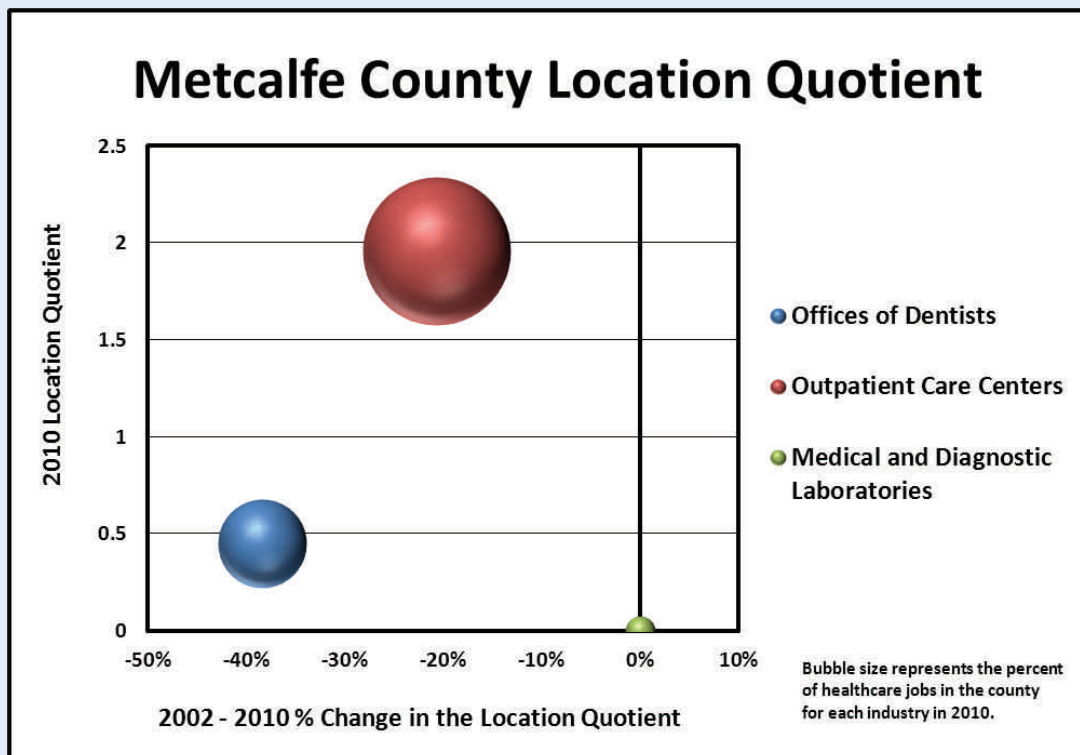 Metcalfe County Location Quotient
2.5
2
1.5
1
0.5
0
2010 Location Quotient
-50%
-40%
-30%
-20%
-10%
0%
10%
2002 - 2010 % Change in the Location Quotient
Offices of Dentists
Outpatient Care Centers
Medical and Diagnostic
Laboratories
Bubble size represents the percent
of healthcare jobs in the county
for each industry in 2010.